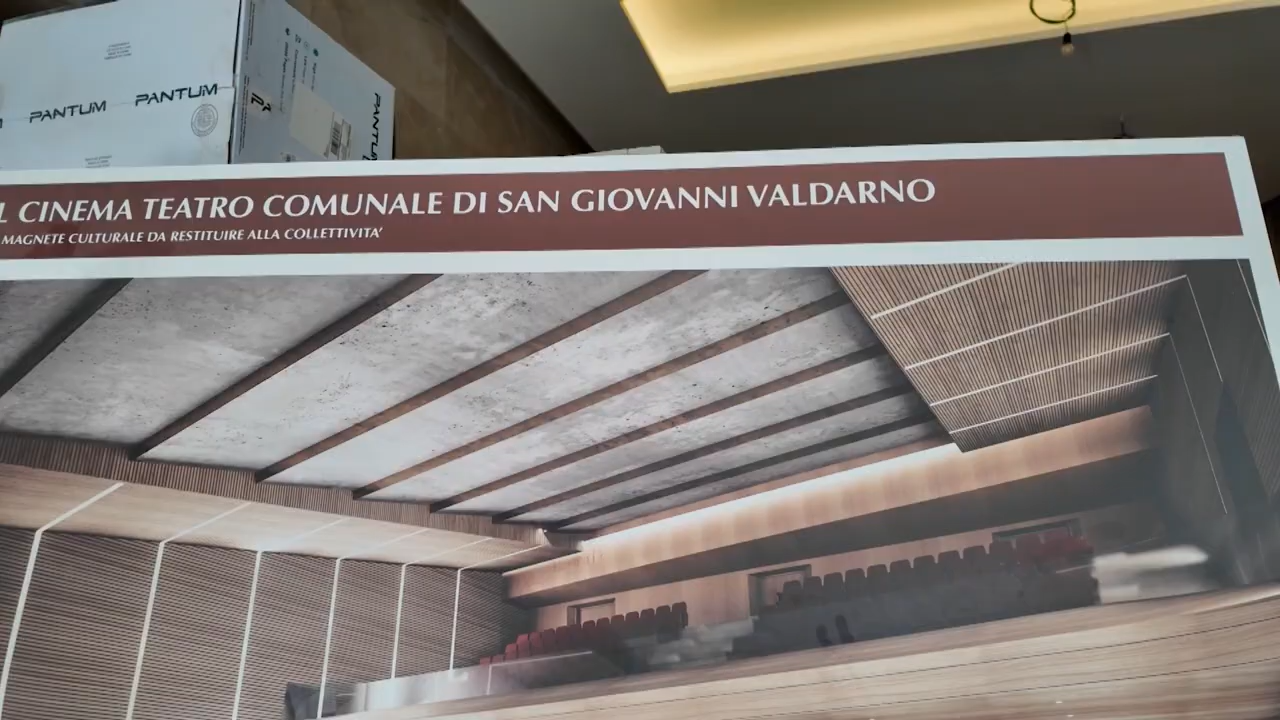 PANTUM PANTUM
PANTUM
L CINEMA TEATRO COMUNALE DI SAN GIOVANNI VALDARNO
MAGNETE CULTURALE DA RESTITUIRE ALLA COLLETTIVITA'